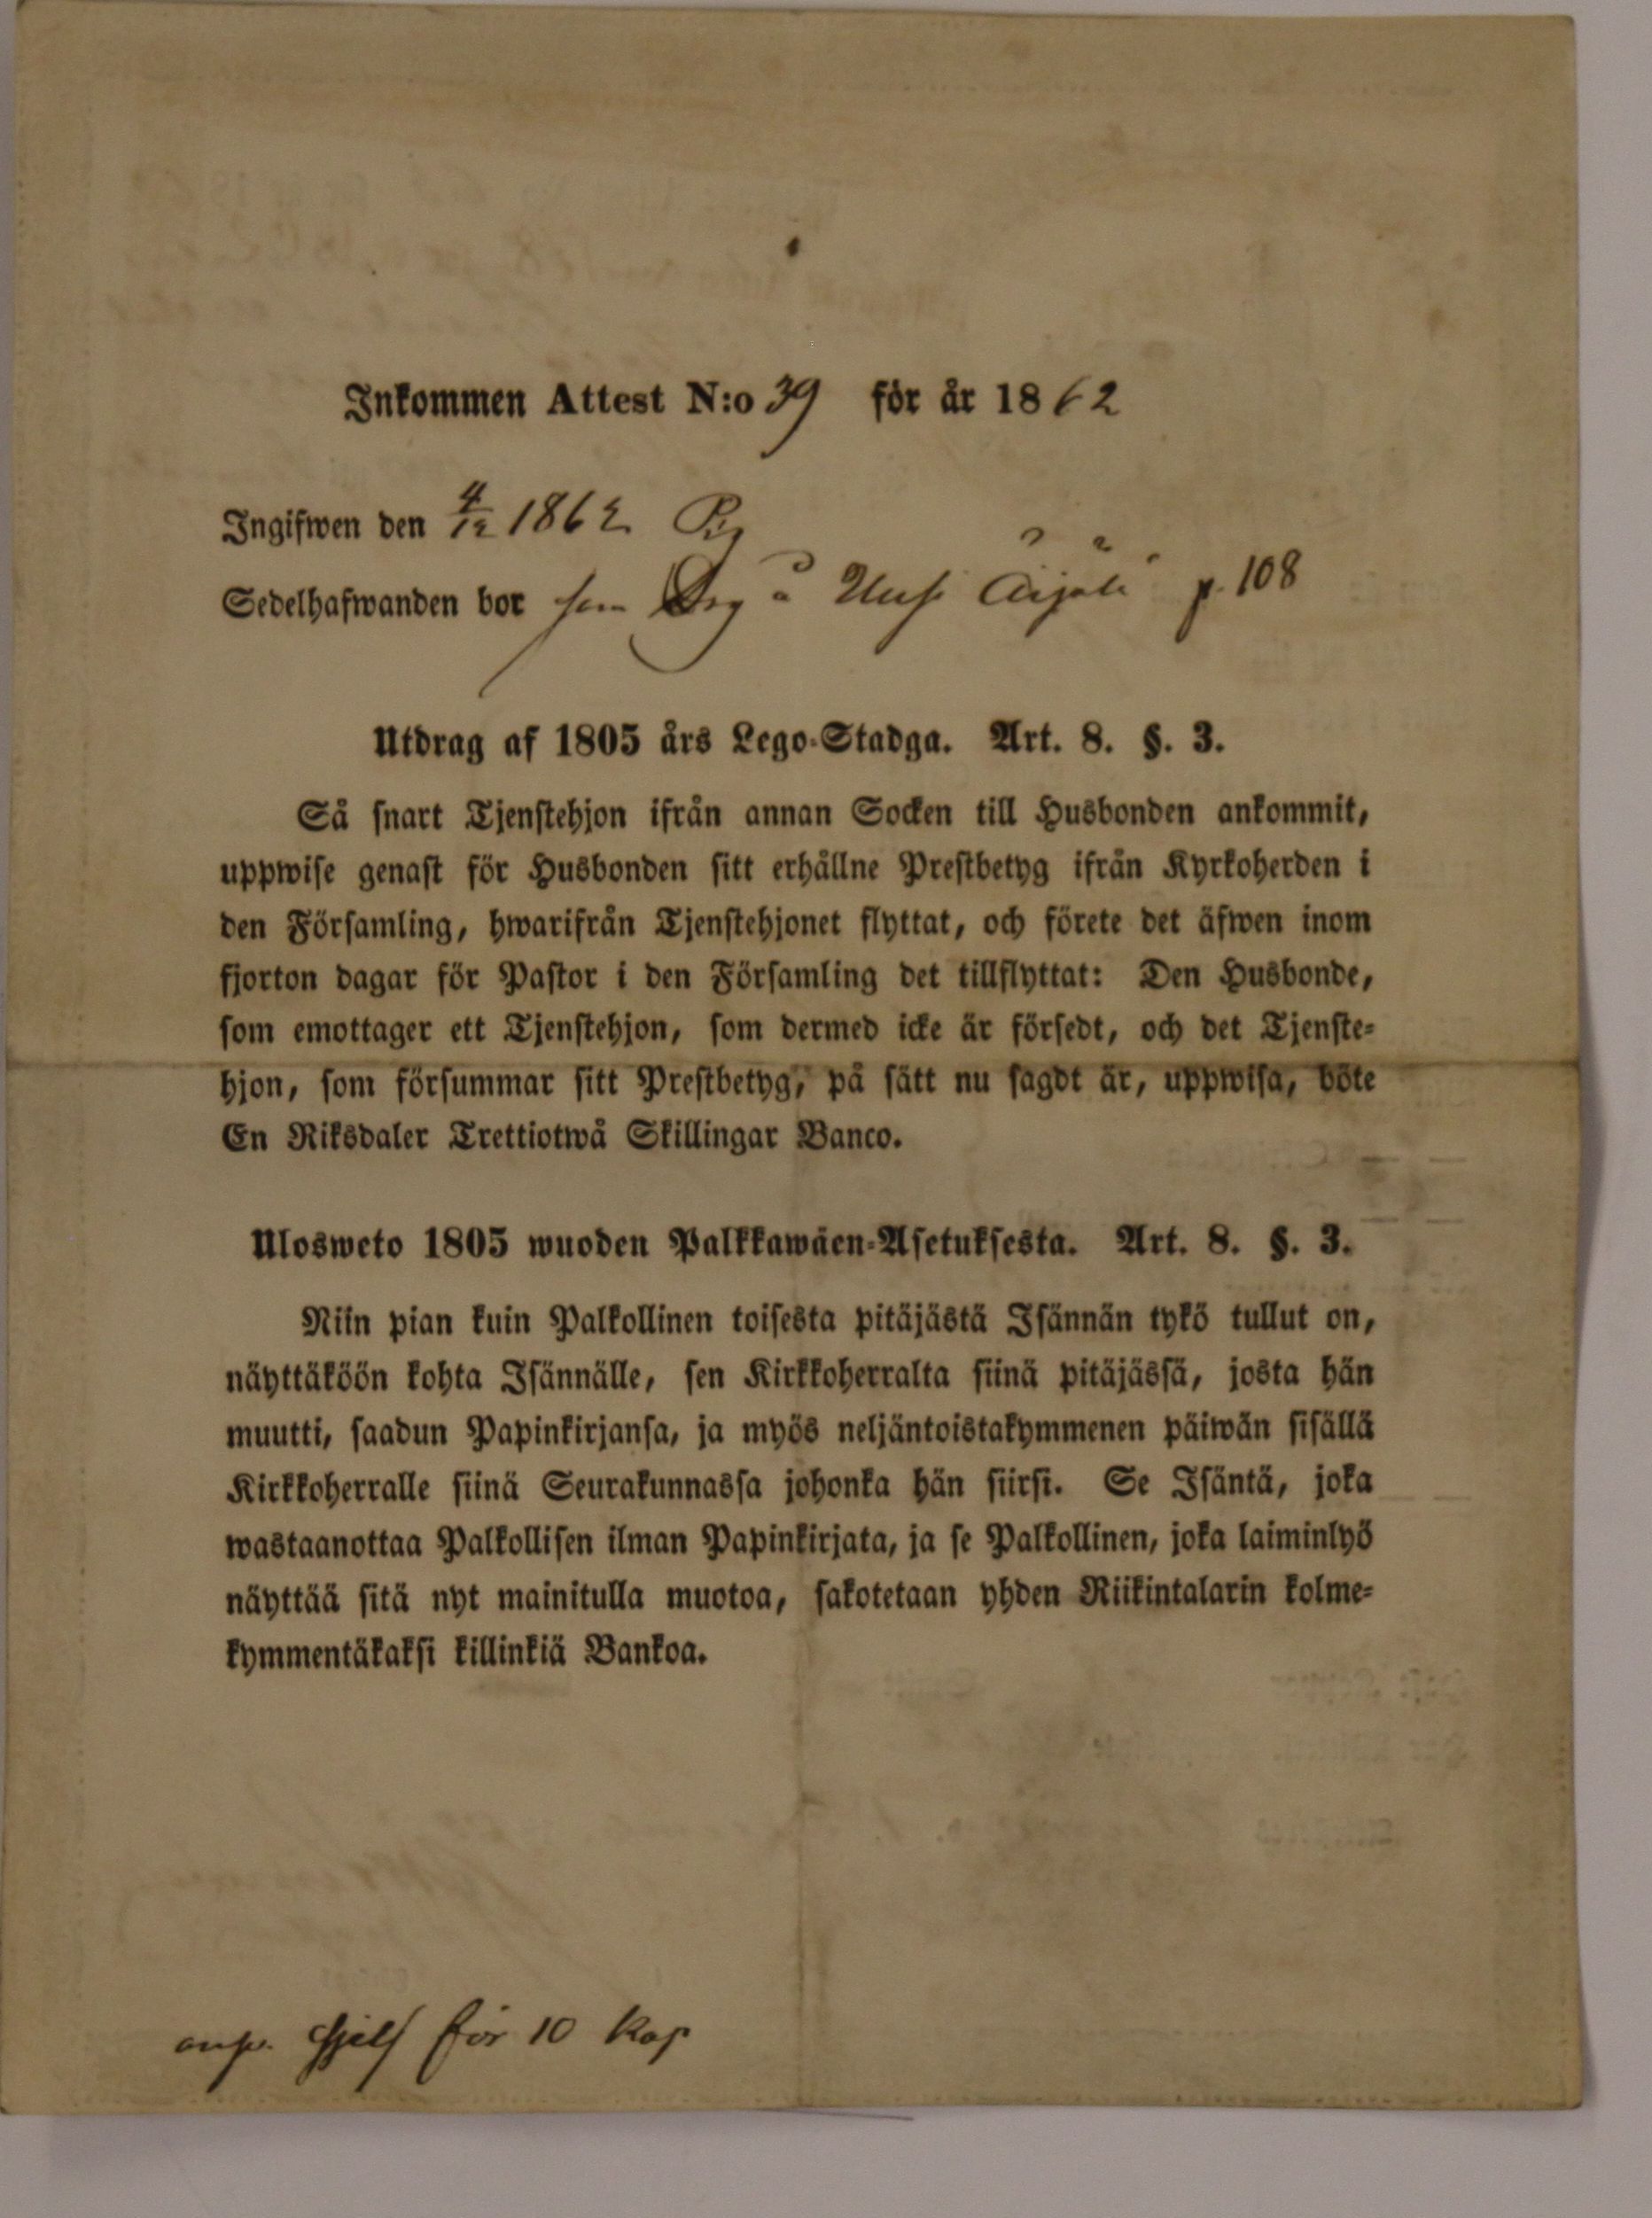 Inkommen Attest N:o 39 för år 1862
Ingifwen den 4/12 1862
Sedelhafwanden bor som Drg å Uusi Äijälä p. 108
Utdrag af 1805 års Lego-Stadga. Art. 8. §. 3.
Så snart Tjenstehjon ifrån annan Socken till Husbonden ankommit,
uppwise genast för Husbonden sitt erhållne Prestbetyg ifrån Kyrkoherden i
den Församling, hwarifrån Tjenstehjonet flyttat, och förete det äfwen inom
fjorton dagar för Pastor i den Församling det tillflyttat: Den Husbonde,
som emottager ett Tjenstehjon, som dermed icke är försedt, och det Tjenste-
hjon, som försummar sitt Prestbetyg, på sätt nu sagdt är, uppwisa, böte
En Riksdaler Trettiotwå Skillingar Banco.
Ulosweto 1805 wuoden Palkkawäen-Asetuksesta. Art. 8. §. 3.
Niin pian kuin Palkollinen toisesta pitäjästä Isännän tykö tullut on,
näyttäköön kohta Isännälle, sen Kirkkoherralta siinä pitäjässä, josta hän
muutti, saadun Papinkirjansa, ja myös neljäntoistakymmenen päiwän sisällä
Kirkkoherralle siinä Seurakunnassa johonka hän siirsi. Se Isäntä, joka
wastaanottaa Palkollisen ilman Papinkirjata, ja se Palkollinen, joka laiminlyö
näyttää sitä nyt mainitulla muotoa, sakotetaan yhden Riikintalarin kolme-
kymmentäkaksi killinkiä Bankoa.
sjelf för 10 kop